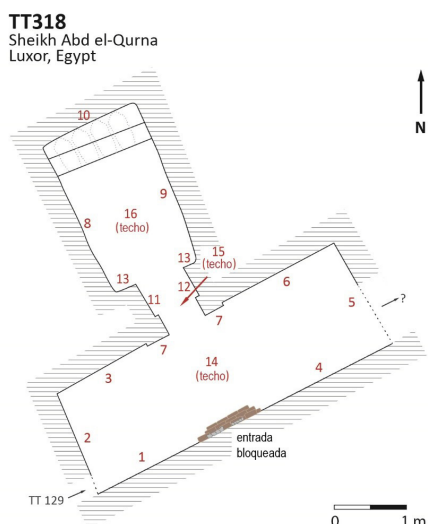 TT318
Sheikh Abd el-Qurna
Luxor, Egypt
N
10
9
8
16
(techo)
15
(techo)
13
13
12
11
6
5
?
7
7
14
(techo)
4
3
2
1
entrada
bloqueada
TT 129
0 1 m